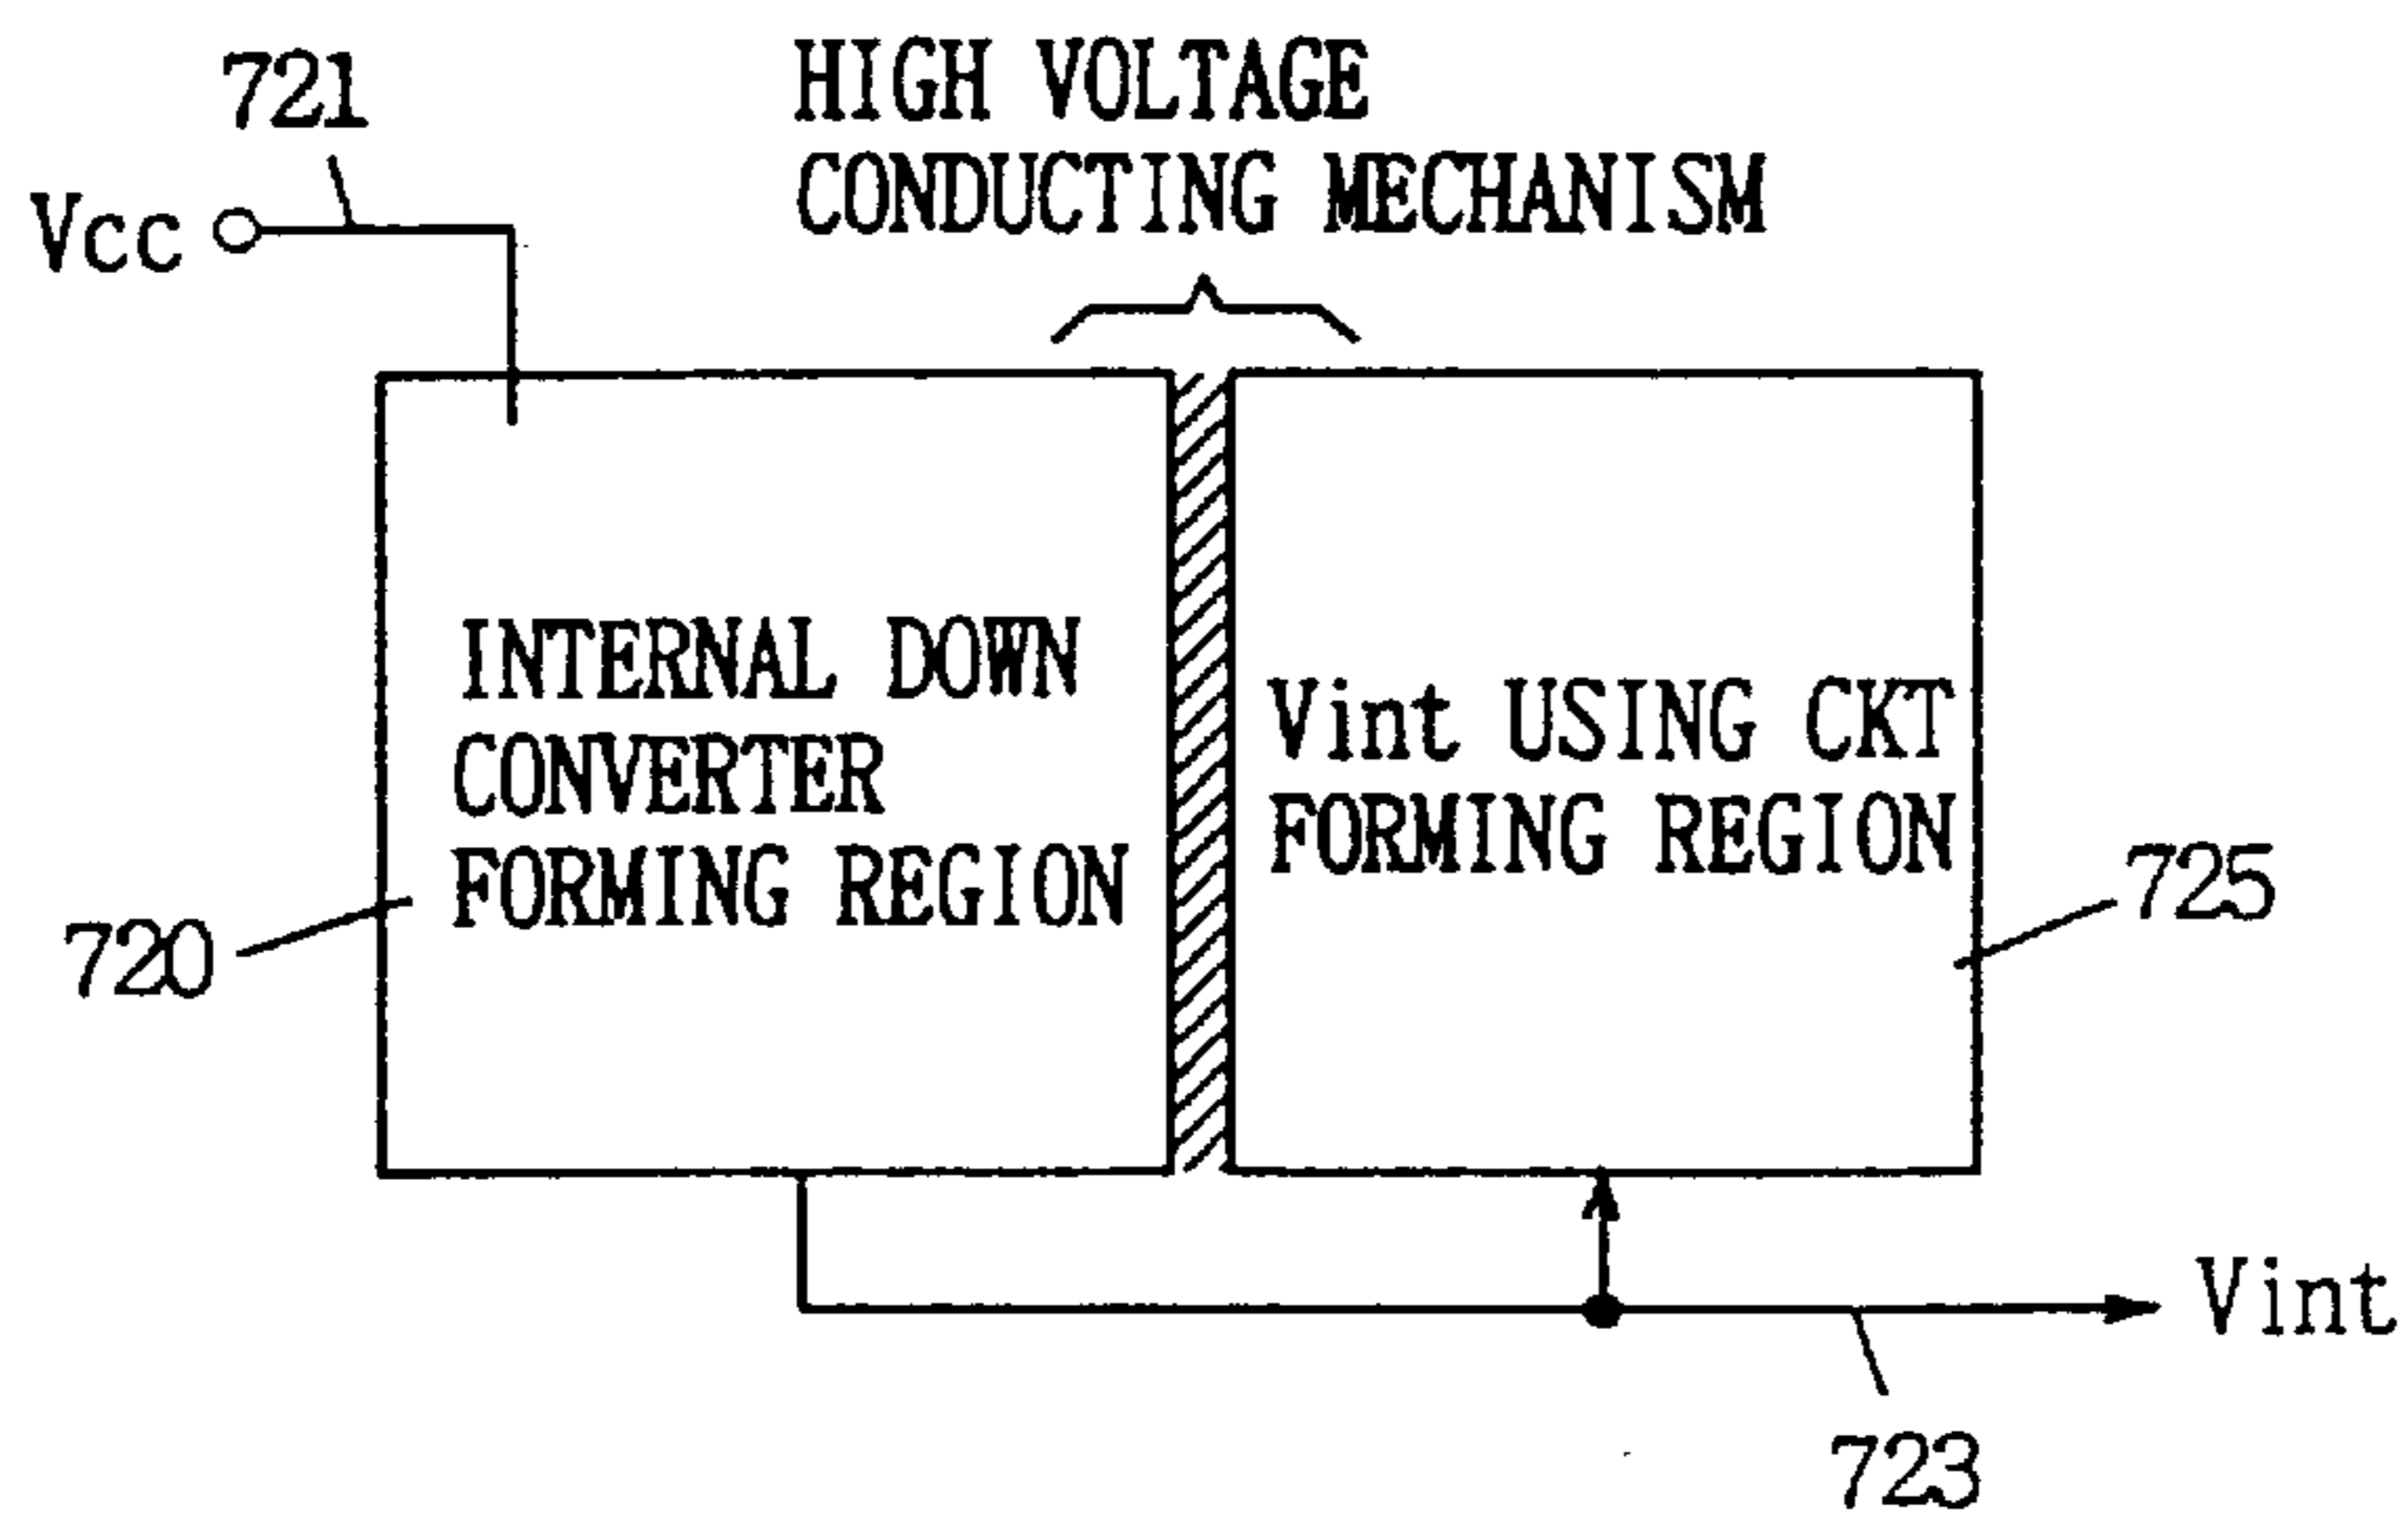 721
HIGH VOLTAGE
CONDUCTING MECHANISM
Vcc
INTERNAL DOWN
CONVERTER
FORMING REGION
Vint USING CKT
FORMING REGION
720
725
Vint
723